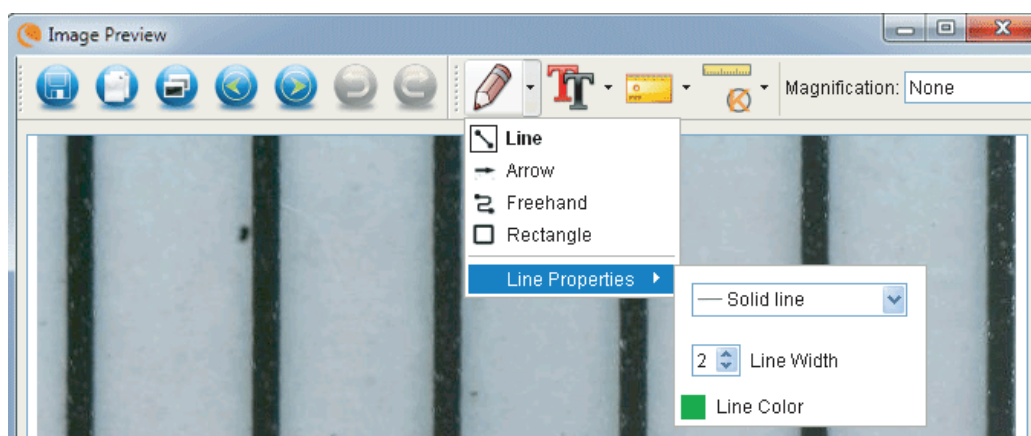 Image Preview
Magnification: None
Line
Arrow
Freehand
Rectangle
Line Properties
Solid line
2 Line Width
Line Color